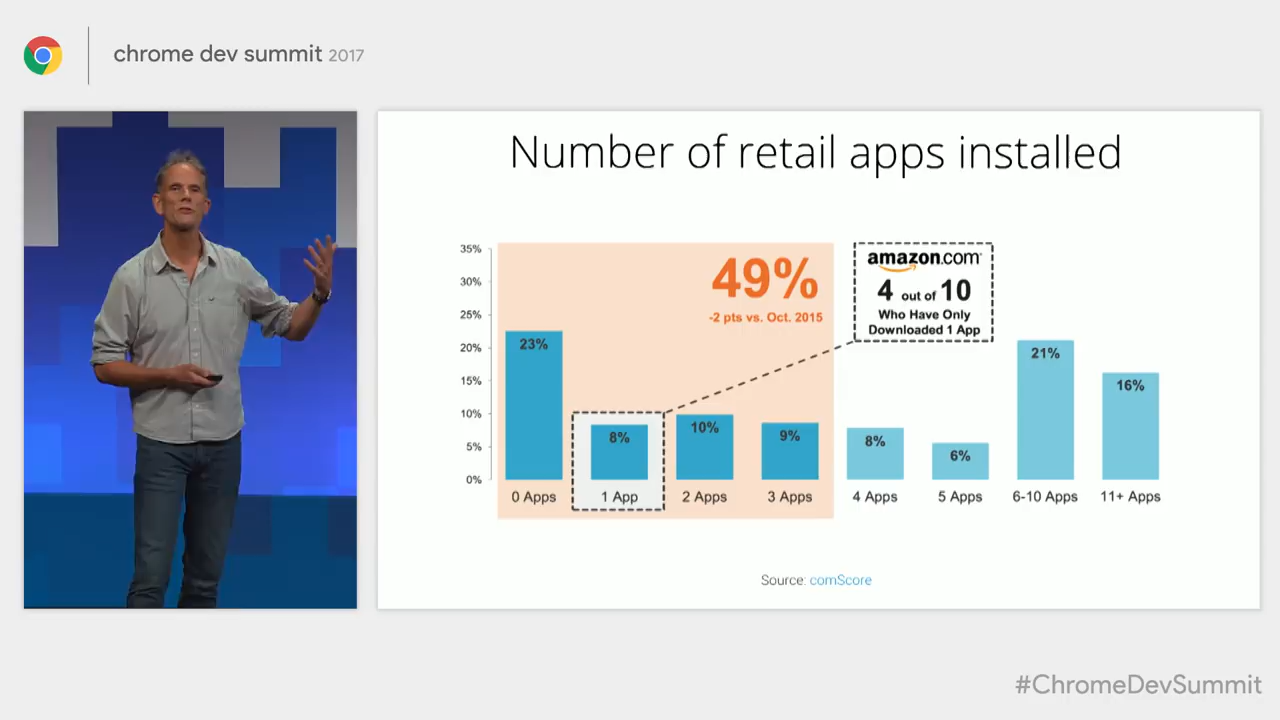 chrome dev summit 2017
Number of retail apps installed
35%
30%
25%
20%
15%
10%
5%
0%
49%
-2 pts vs. Oct. 2015
amazon.com
4 out of 10
Who Have Only
Downloaded 1 App
23%
8%
10%
9%
8%
6%
21%
16%
0 Apps
1 App
2 Apps
3 Apps
4 Apps
5 Apps
6-10 Apps
11+ Apps
Source: comScore
#ChromeDevSummit